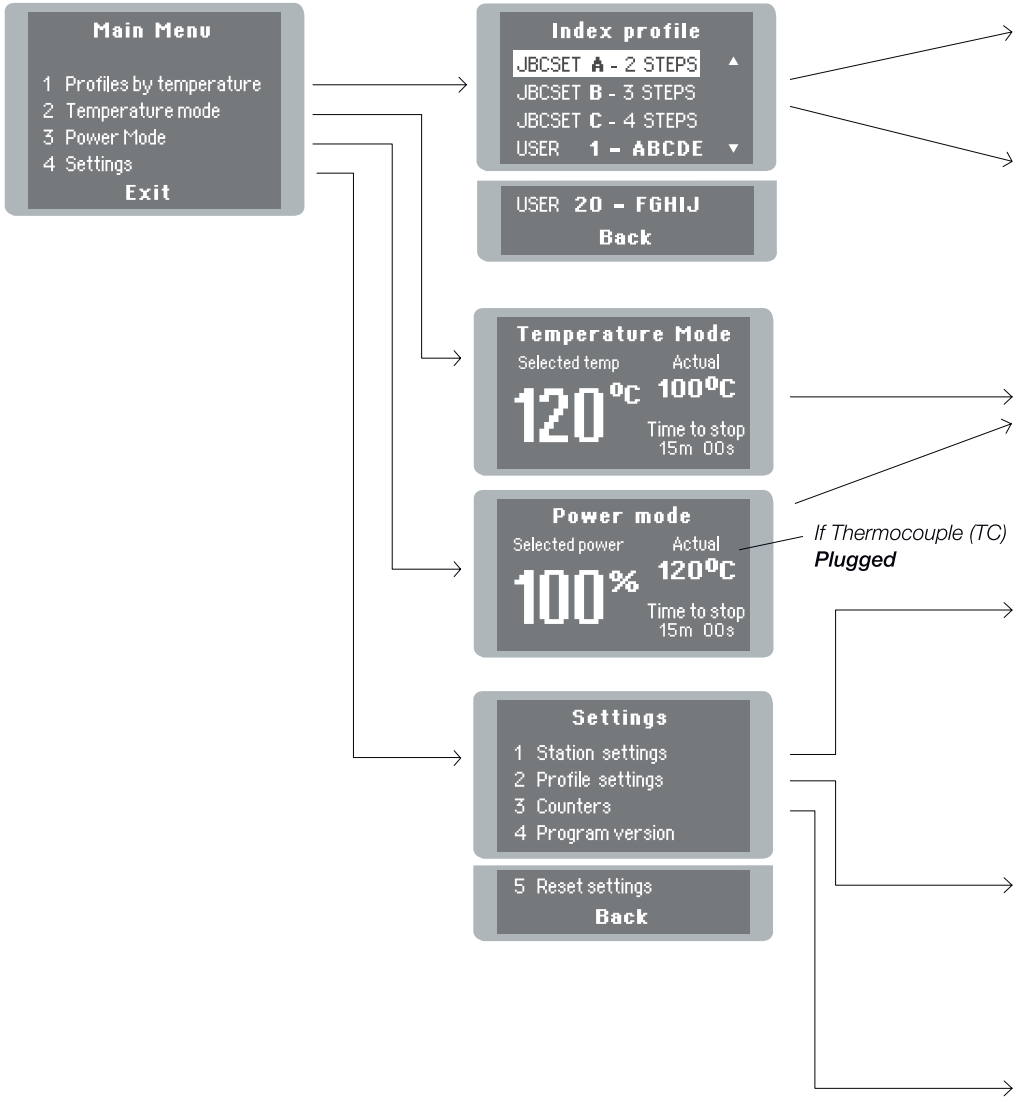 Main Menu
1 Profiles by temperature
2 Temperature mode
3 Power Mode
4 Settings
Exit
Index profile
JBCSET A - 2 STEPS ▲
JBCSET B - 3 STEPS
JBCSET C - 4 STEPS
USER 1 - ABCDE ▼
USER 20 - FGHIJ
Back
Temperature Mode
Selected temp Actual
120ºC 100ºC
Time to stop
15m 00s
Power mode
Selected power Actual
100% 120ºC
Time to stop
15m 00s
If Thermocouple (TC)
Plugged
Settings
1 Station settings
2 Profile settings
3 Counters
4 Program version
5 Reset settings
Back